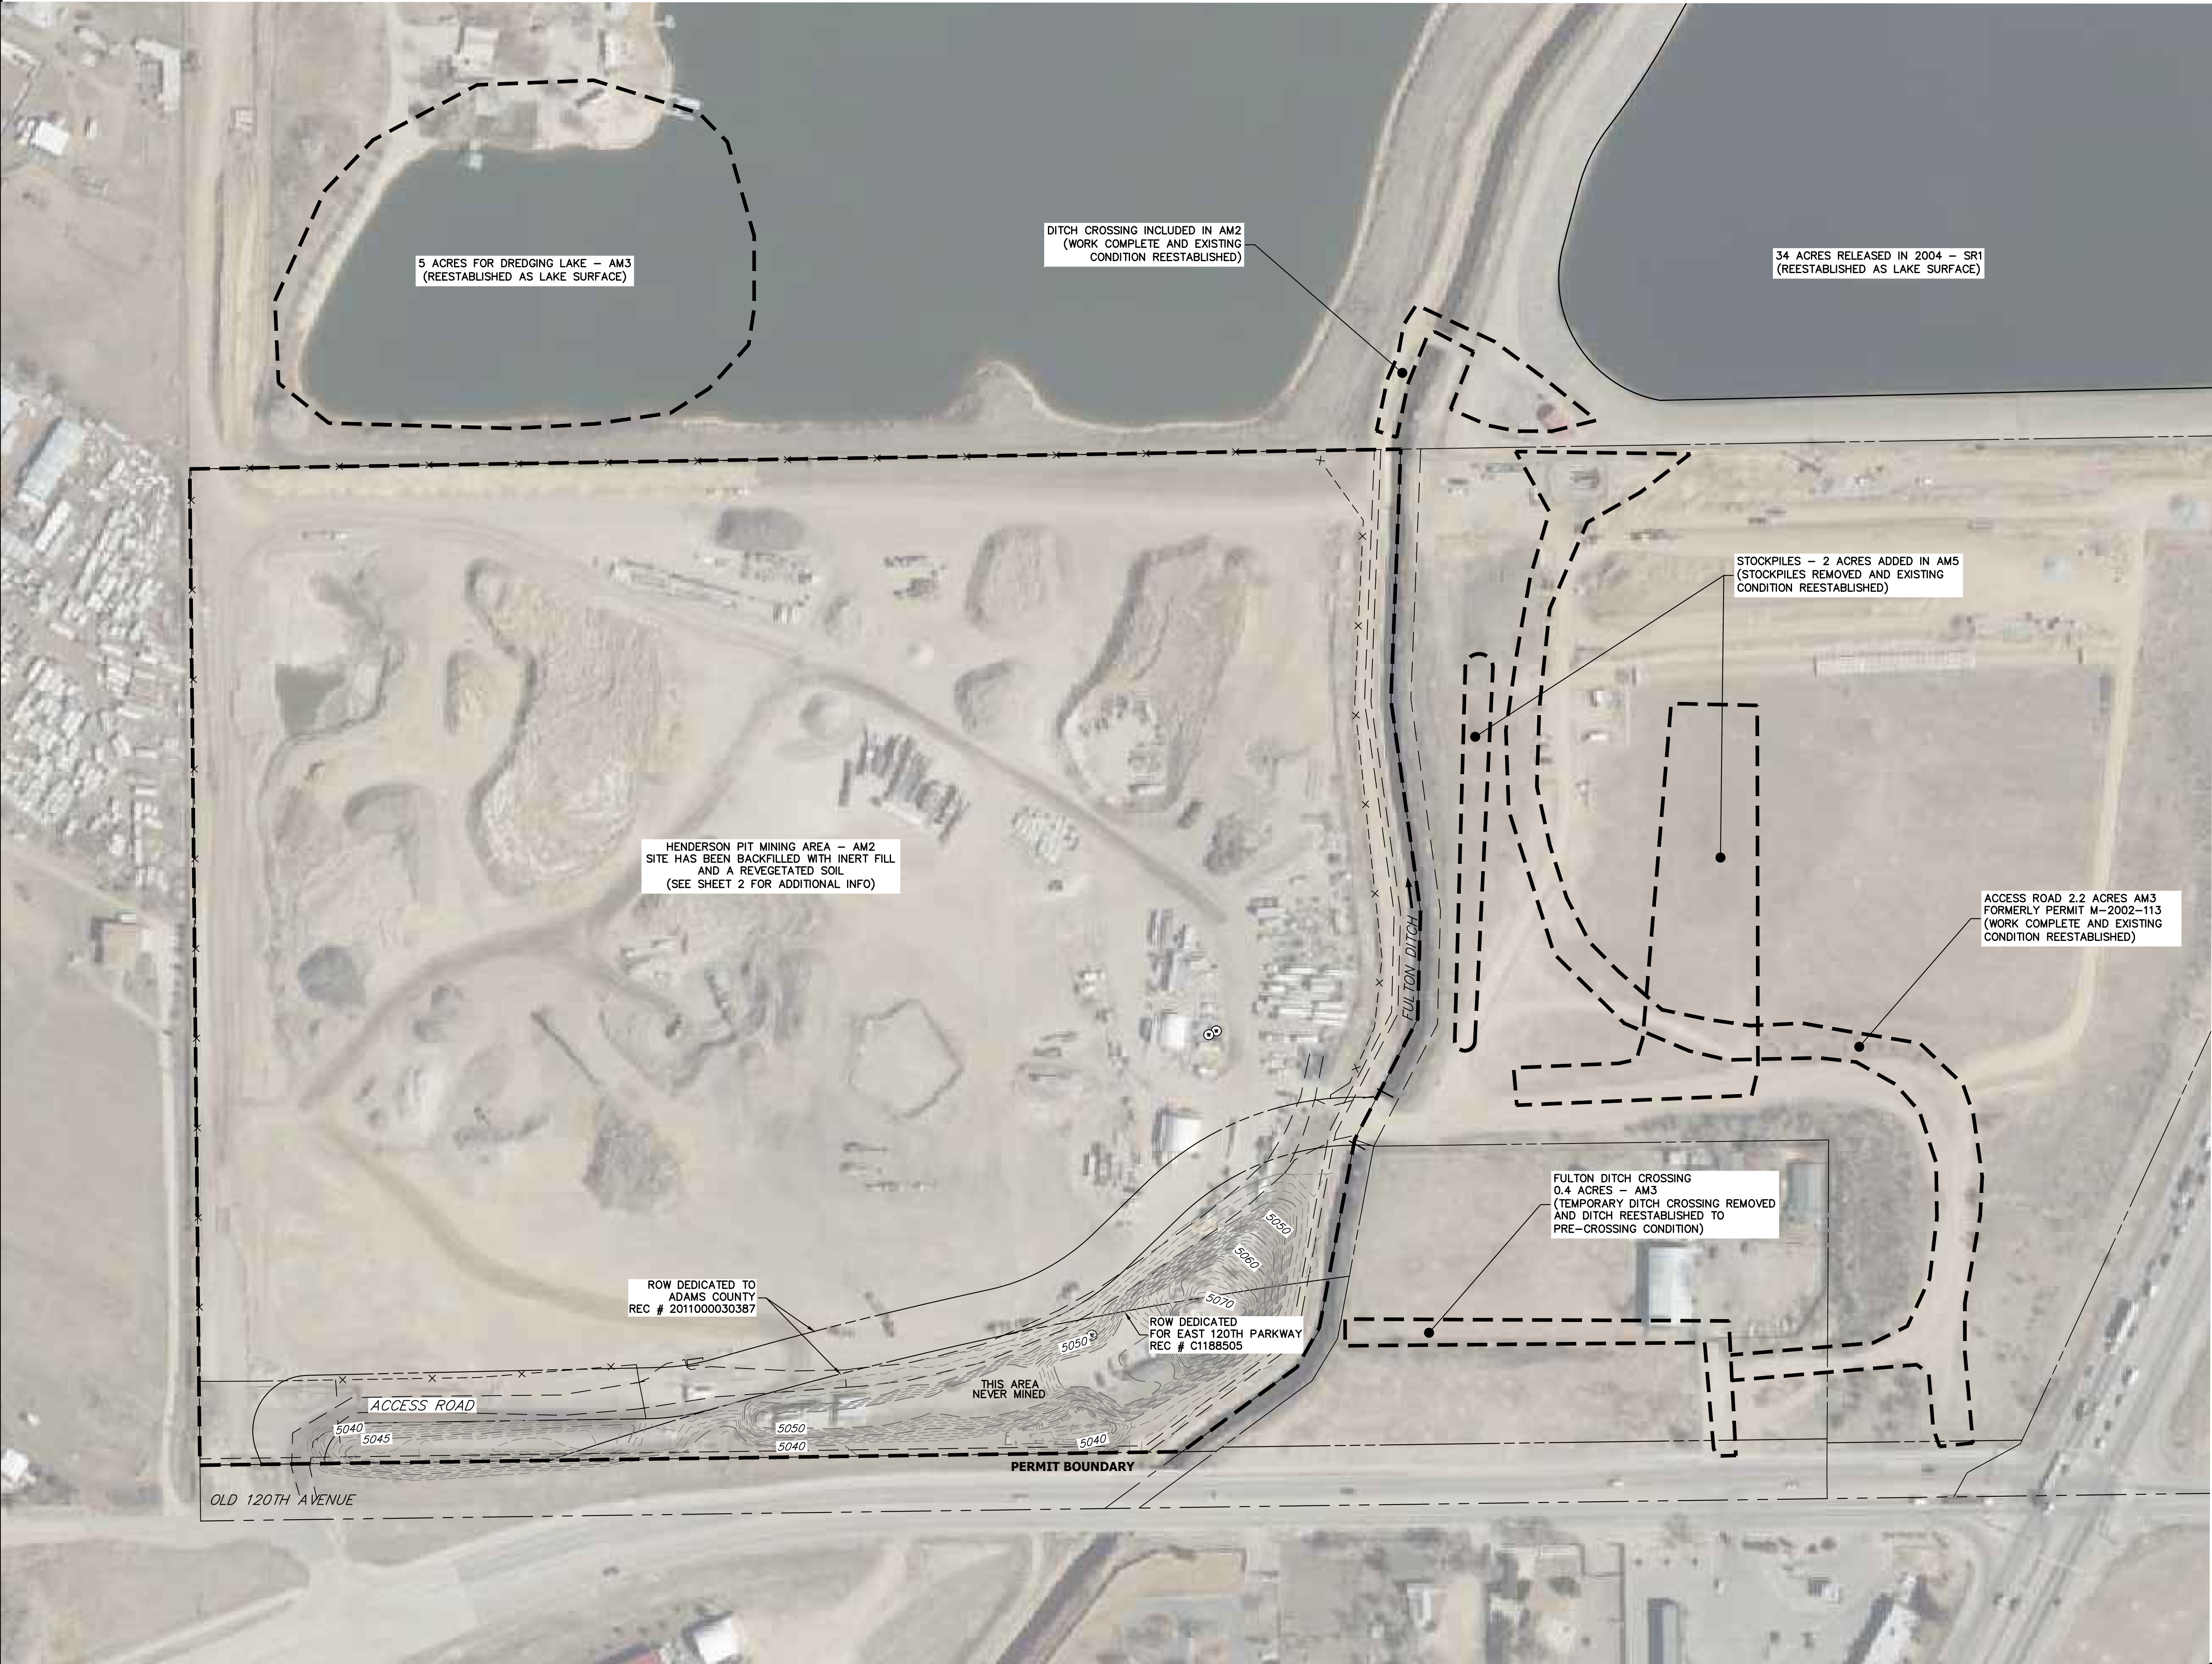 DITCH CROSSING INCLUDED IN AM2
(WORK COMPLETE AND EXISTING
CONDITION REESTABLISHED)
5 ACRES FOR DREDGING LAKE – AM3
(REESTABLISHED AS LAKE SURFACE)
34 ACRES RELEASED IN 2004 – SR1
(REESTABLISHED AS LAKE SURFACE)
STOCKPILES – 2 ACRES ADDED IN AM5
(STOCKPILES REMOVED AND EXISTING
CONDITION REESTABLISHED)
HENDERSON PIT MINING AREA – AM2
SITE HAS BEEN BACKFILLED WITH INERT FILL
AND A REVEGETATED SOIL
(SEE SHEET 2 FOR ADDITIONAL INFO)
FULTON DITCH
ACCESS ROAD 2.2 ACRES AM3
FORMERLY PERMIT M–2002–113
(WORK COMPLETE AND EXISTING
CONDITION REESTABLISHED)
FULTON DITCH CROSSING
0.4 ACRES – AM3
(TEMPORARY DITCH CROSSING REMOVED
AND DITCH REESTABLISHED TO
PRE–CROSSING CONDITION)
5050
5060
5070
ROW DEDICATED TO
ADAMS COUNTY
REC # 2011000030387
ROW DEDICATED
FOR EAST 120TH PARKWAY
REC # C1188505
5050
THIS AREA
NEVER MINED
ACCESS ROAD
5040
5045
5050
5040
5040
PERMIT BOUNDARY
OLD 120TH AVENUE